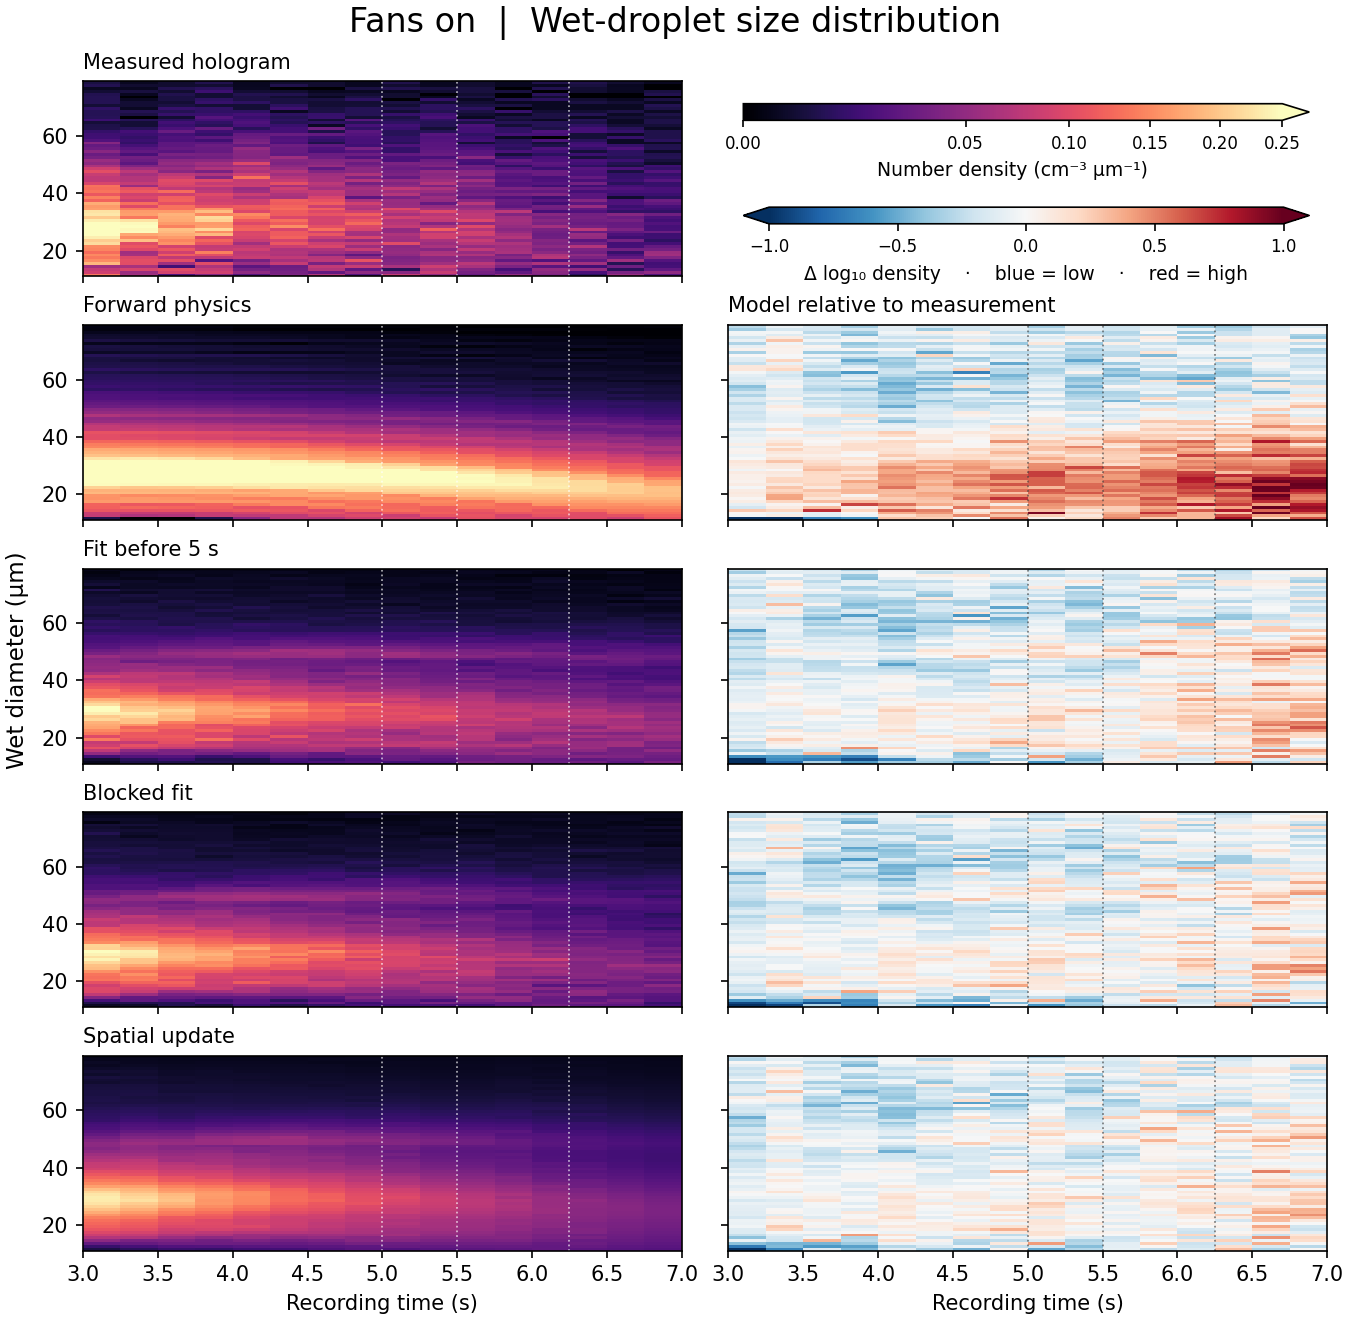 Fans on | Wet-droplet size distribution
Measured hologram
60
40
20
0.00 0.05 0.10 0.15 0.20 0.25
Number density (cm⁻³ μm⁻¹)
−1.0 −0.5 0.0 0.5 1.0
Δ log₁₀ density · blue = low · red = high
Forward physics
60
40
20
Model relative to measurement
Wet diameter (μm)
Fit before 5 s
60
40
20
Blocked fit
60
40
20
Spatial update
60
40
20
3.0 3.5 4.0 4.5 5.0 5.5 6.0 6.5 7.0
Recording time (s)
3.0 3.5 4.0 4.5 5.0 5.5 6.0 6.5 7.0
Recording time (s)